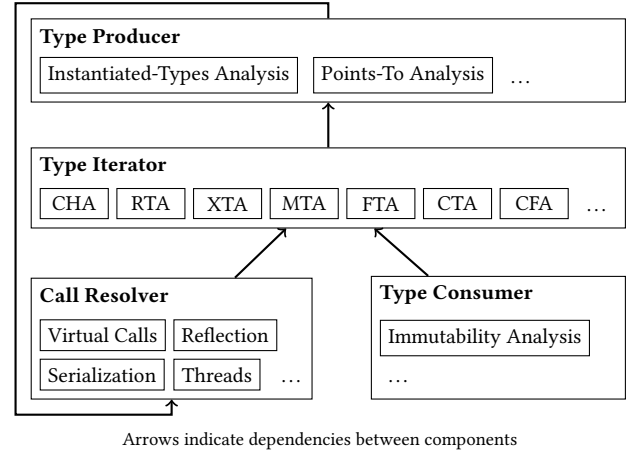 Type Producer
Instantiated-Types Analysis Points-To Analysis ...
Type Iterator
CHA RTA XTA MTA FTA CTA CFA ...
Call Resolver
Virtual Calls Reflection
Serialization Threads ...
Type Consumer
Immutability Analysis
...
Arrows indicate dependencies between components